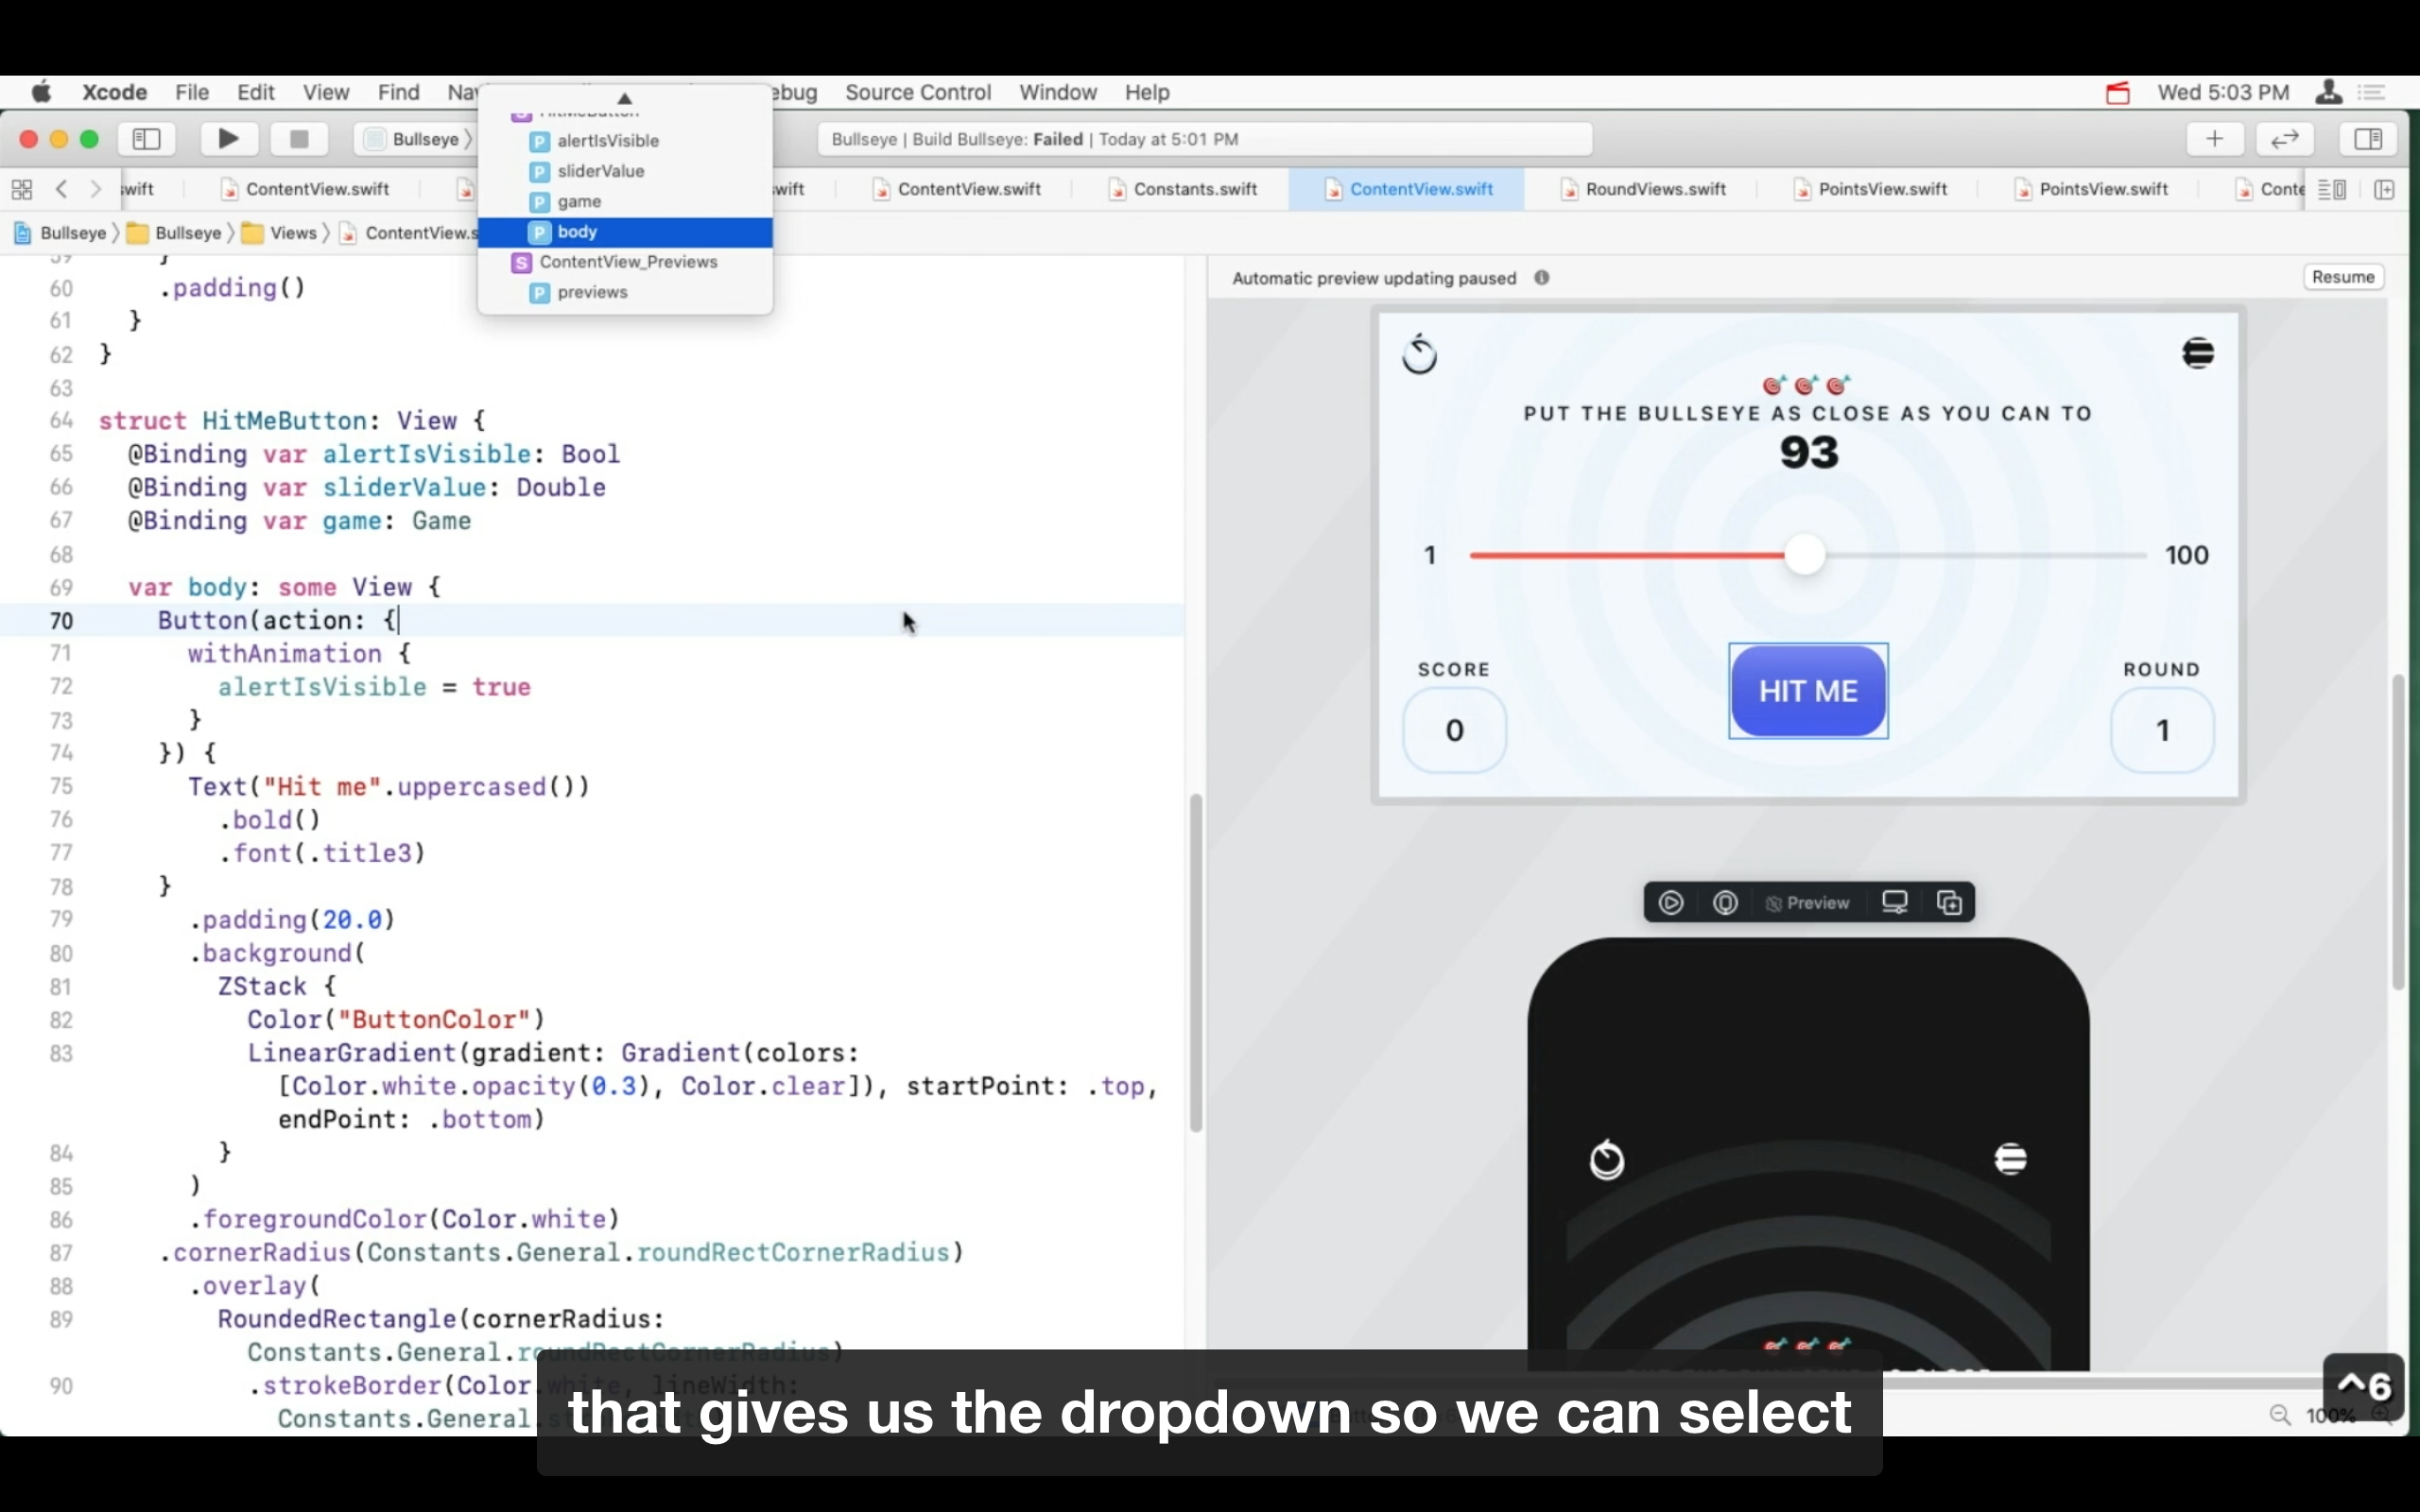 Xcode File Edit View Find Nav ebug Source Control Window Help Wed 5:03 PM
HitMeButton
alertIsVisible
sliderValue
game
body
ContentView_Previews
previews
Bullseye 〉 Bullseye | Build Bullseye: Failed | Today at 5:01 PM
swift ContentView.swift swift ContentView.swift Constants.swift ContentView.swift RoundViews.swift PointsView.swift PointsView.swift Conte
Bullseye 〉 Bullseye 〉 Views 〉 ContentView.s
59 }
60 .padding()
61 }
62 }
63
64 struct HitMeButton: View {
65 @Binding var alertIsVisible: Bool
66 @Binding var sliderValue: Double
67 @Binding var game: Game
68
69 var body: some View {
70 Button(action: {
71 withAnimation {
72 alertIsVisible = true
73 }
74 }) {
75 Text("Hit me".uppercased())
76 .bold()
77 .font(.title3)
78 }
79 .padding(20.0)
80 .background(
81 ZStack {
82 Color("ButtonColor")
83 LinearGradient(gradient: Gradient(colors:
[Color.white.opacity(0.3), Color.clear]), startPoint: .top,
endPoint: .bottom)
84 }
85 )
86 .foregroundColor(Color.white)
87 .cornerRadius(Constants.General.roundRectCornerRadius)
88 .overlay(
89 RoundedRectangle(cornerRadius:
Constants.General.roundRectCornerRadius)
90 .strokeBorder(Color.white, lineWidth:
Constants.General.
Automatic preview updating paused Resume
PUT THE BULLSEYE AS CLOSE AS YOU CAN TO
93
1 100
SCORE HIT ME ROUND
0 1
Preview
^6
100%
that gives us the dropdown so we can select